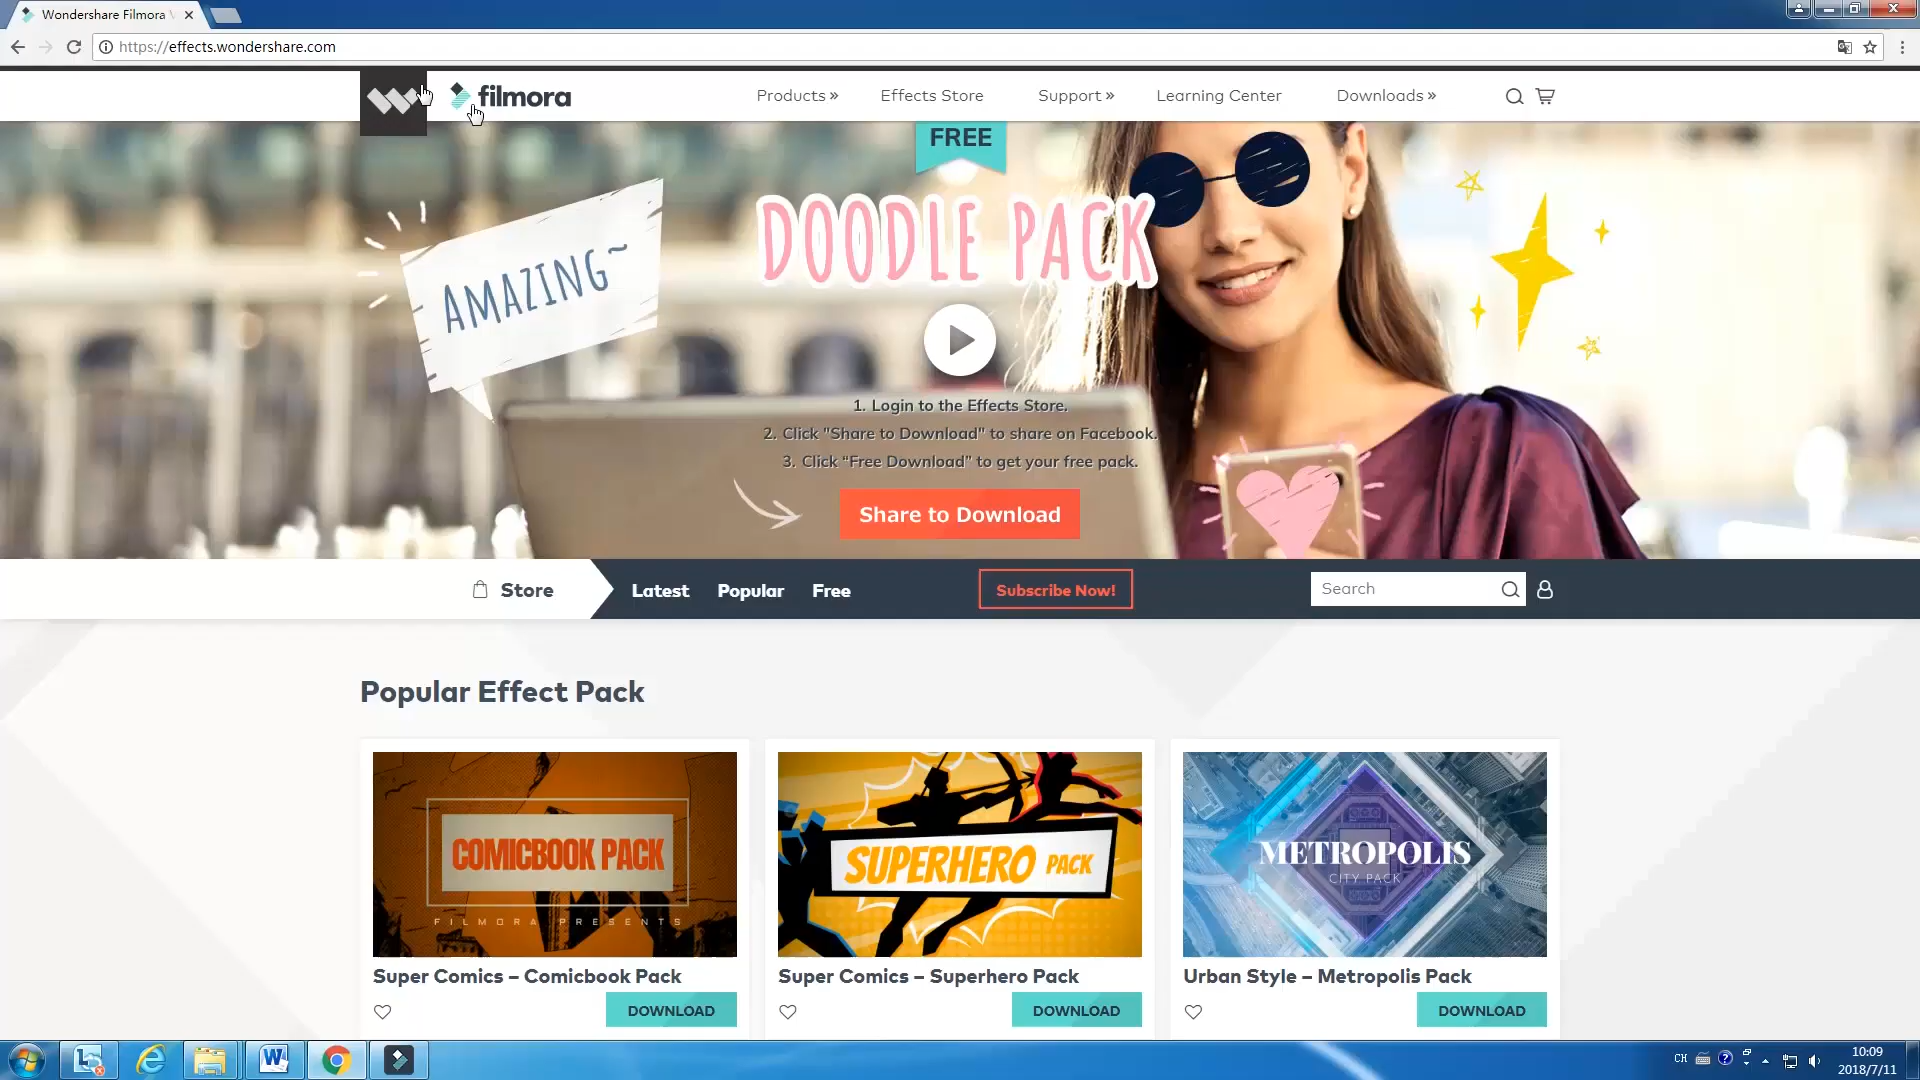 Wondershare Filmora
https://effects.wondershare.com
filmora
Products »
Effects Store
Support »
Learning Center
Downloads »
FREE
DOODLE PACK
AMAZING~
1. Login to the Effects Store.
2. Click "Share to Download" to share on Facebook.
3. Click “Free Download” to get your free pack.
Share to Download
Store
Latest
Popular
Free
Subscribe Now!
Search
Popular Effect Pack
COMICBOOK PACK
FILMORA PRESENTS
SUPERHERO PACK
METROPOLIS
CITY PACK
Super Comics – Comicbook Pack
Super Comics – Superhero Pack
Urban Style – Metropolis Pack
DOWNLOAD
DOWNLOAD
DOWNLOAD
CH
10:09
2018/7/11